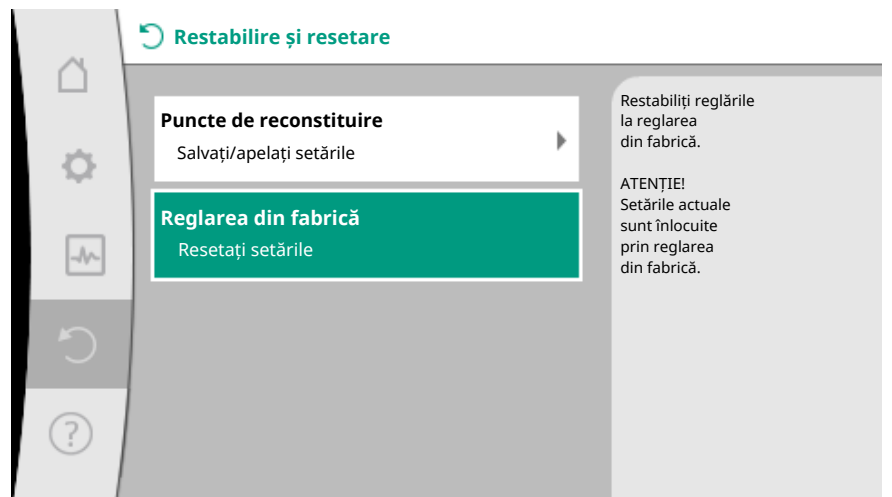 Restabilire și resetare
Puncte de reconstituire
Salvați/apelați setările
Reglarea din fabrică
Resetați setările
Restabiliți reglările
la reglarea
din fabrică.
ATENȚIE!
Setările actuale
sunt înlocuite
prin reglarea
din fabrică.
?